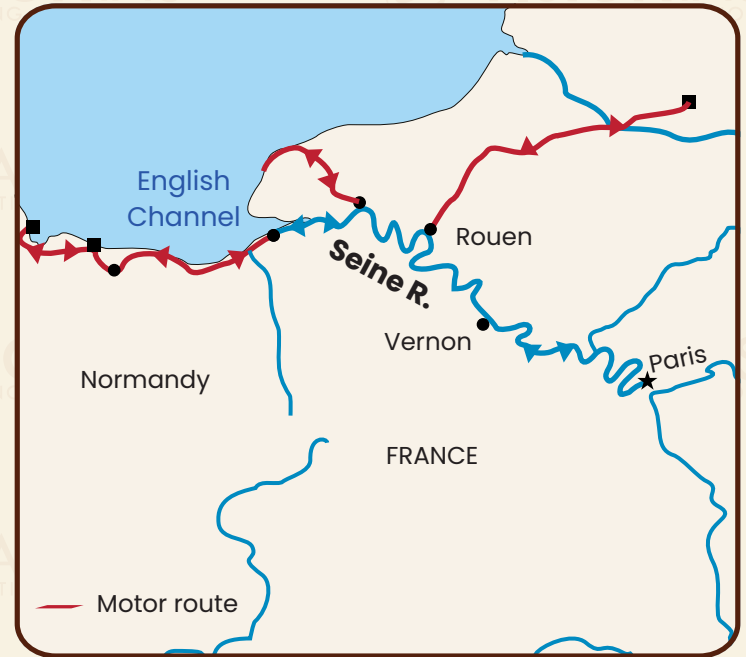 English
Channel
Rouen
Seine R.
Vernon
Paris
Normandy
FRANCE
Motor route